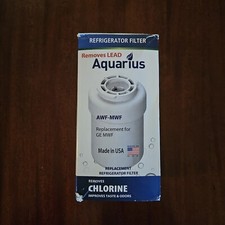 REFRIGERATOR FILTER
Removes LEAD
Aquarius
AWF-MWF
Replacement for
GE MWF
Made in USA
REPLACEMENT
REFRIGERATOR FILTER
REMOVES
CHLORINE
IMPROVES TASTE & ODORS